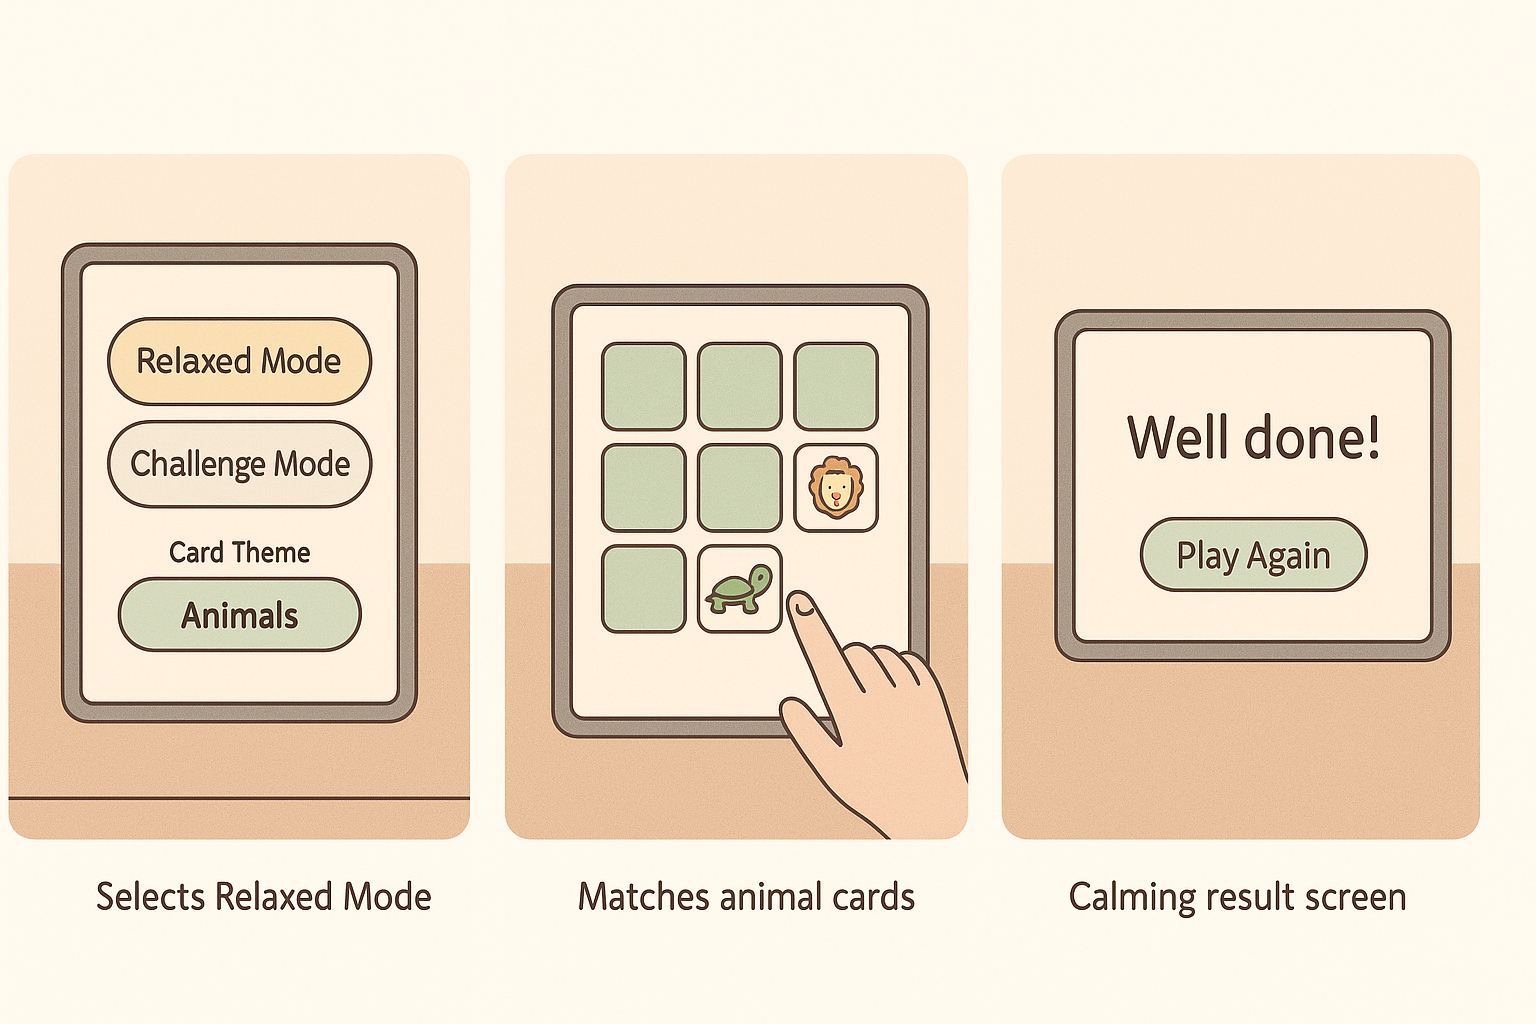 Relaxed Mode
Challenge Mode
Card Theme
Animals
Selects Relaxed Mode
Matches animal cards
Well done!
Play Again
Calming result screen